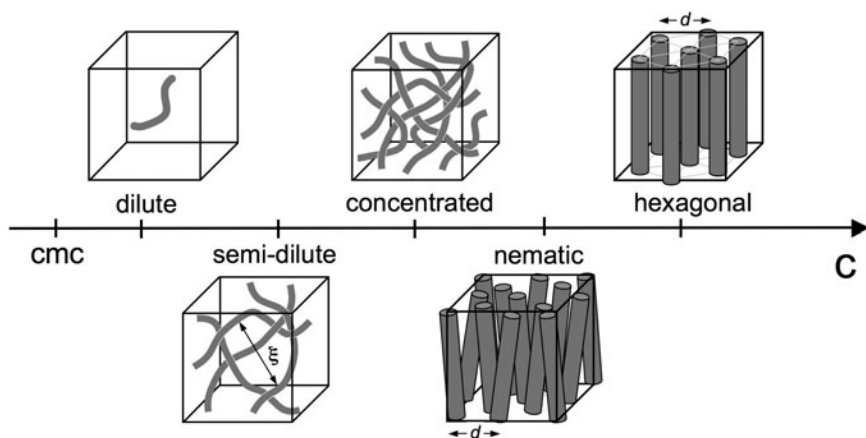 d
dilute
concentrated
hexagonal
cmc
semi-dilute
nematic
c
ξ
d